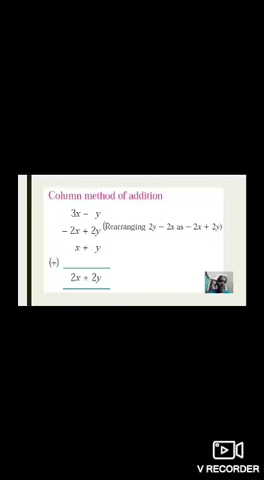 Column method of addition
3x − y
− 2x + 2y (Rearranging 2y − 2x as − 2x + 2y)
x + y
(+)
2x + 2y
V RECORDER